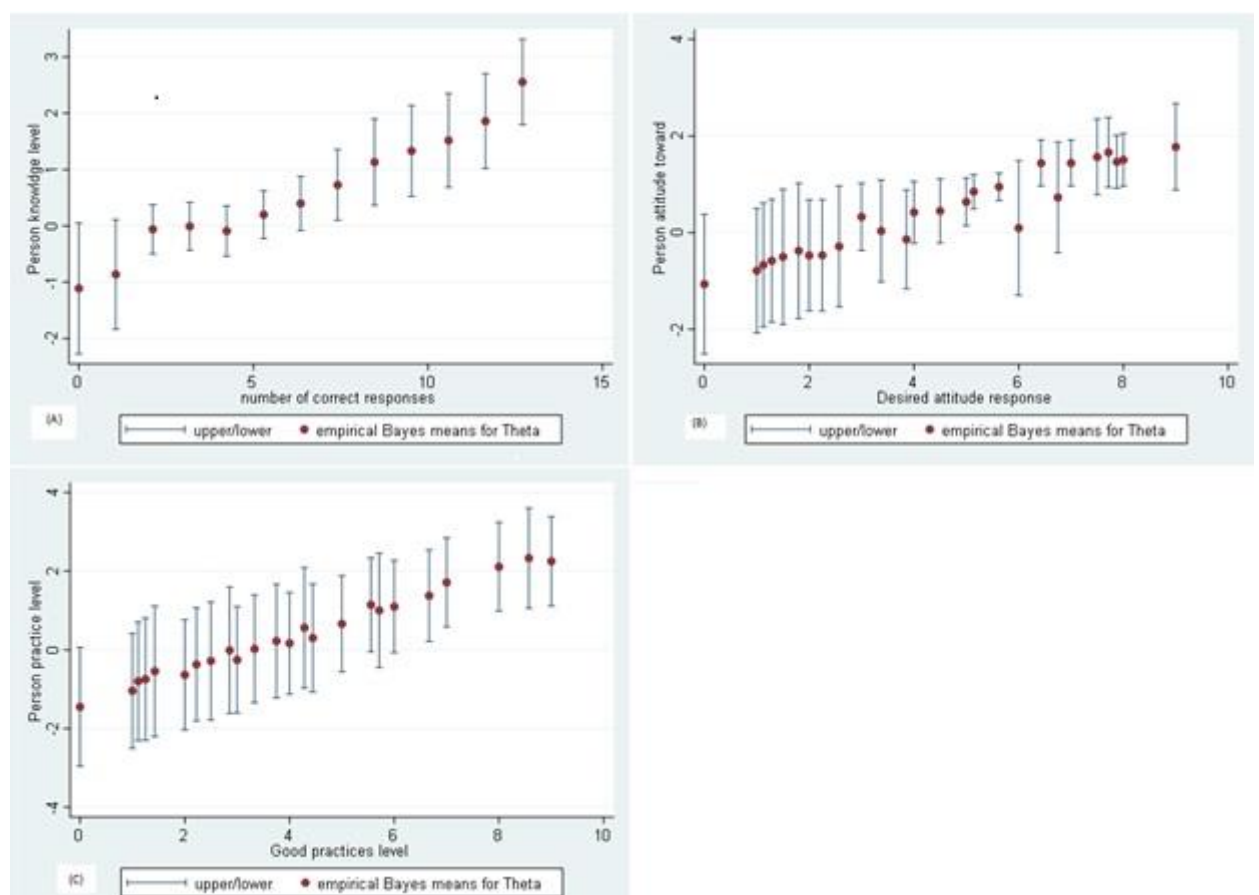 Person knowldge level
3
2
1
0
-1
-2
0 5 10 15
number of correct responses
(A)
upper/lower empirical Bayes means for Theta
Person attitude toward
4
2
0
-2
0 2 4 6 8 10
Desired attitude response
(B)
upper/lower empirical Bayes means for Theta
Person practice level
4
2
0
-2
-4
0 2 4 6 8 10
Good practices level
(C)
upper/lower empirical Bayes means for Theta